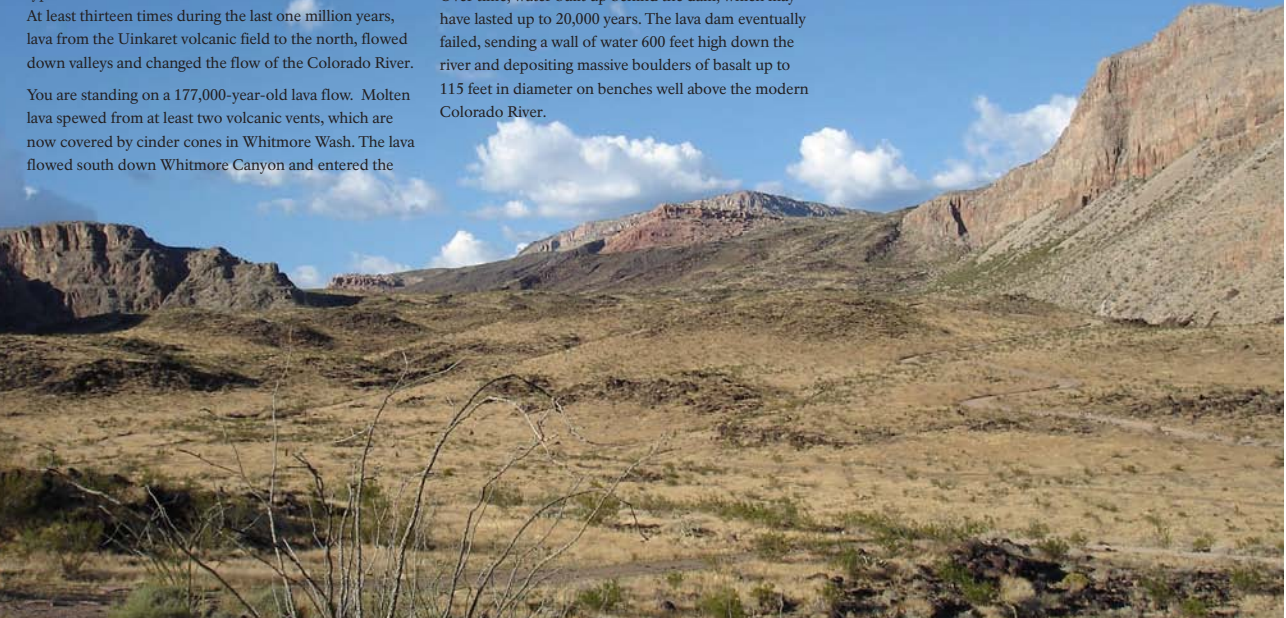 At least thirteen times during the last one million years,
lava from the Uinkaret volcanic field to the north, flowed
down valleys and changed the flow of the Colorado River.
You are standing on a 177,000-year-old lava flow.  Molten
lava spewed from at least two volcanic vents, which are
now covered by cinder cones in Whitmore Wash. The lava
flowed south down Whitmore Canyon and entered the
have lasted up to 20,000 years. The lava dam eventually
failed, sending a wall of water 600 feet high down the
river and depositing massive boulders of basalt up to
115 feet in diameter on benches well above the modern
Colorado River.